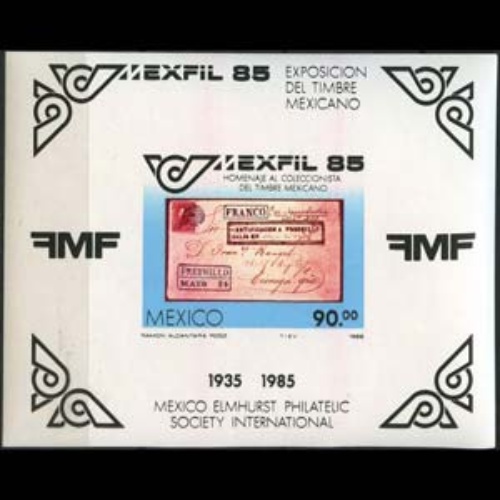 MEXFIL 85
EXPOSICION
DEL TIMBRE
MEXICANO
MEXFIL 85
HOMENAJE AL COLECCIONISTA
DEL TIMBRE MEXICANO
FRANCO
FRESNILLO
FMF
FMF
MEXICO 90.00
1985
1935 1985
MEXICO ELMHURST PHILATELIC
SOCIETY INTERNATIONAL